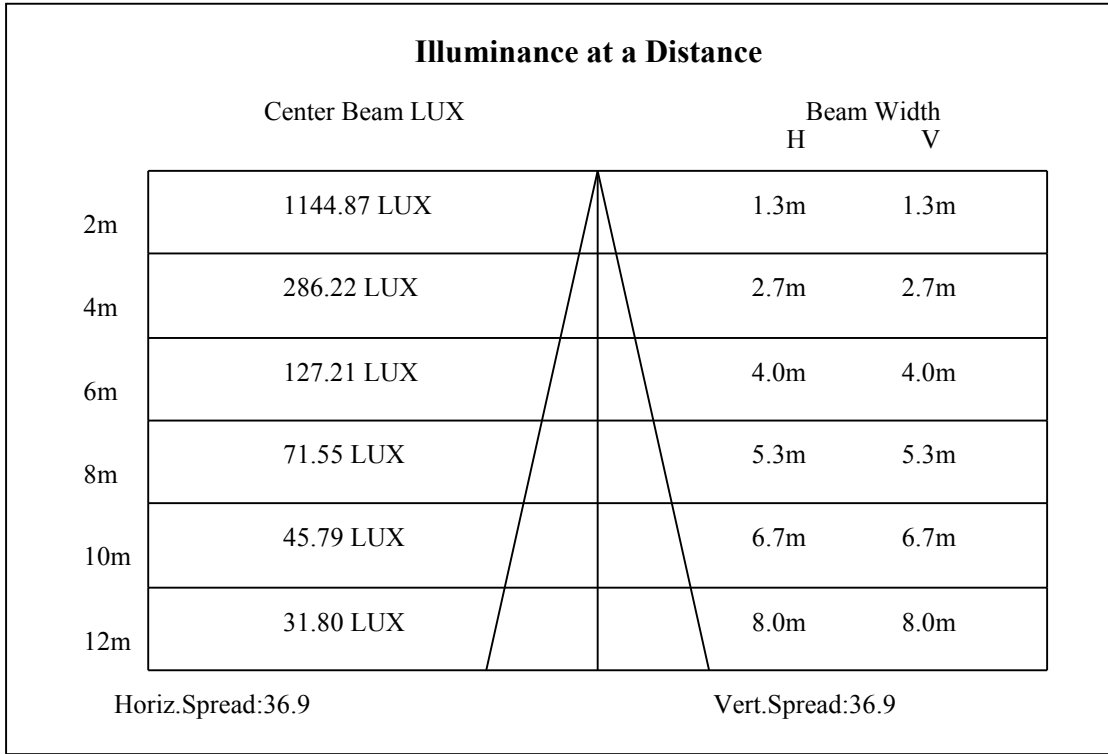 Illuminance at a Distance
Center Beam LUX Beam Width
H V
2m 1144.87 LUX 1.3m 1.3m
4m 286.22 LUX 2.7m 2.7m
6m 127.21 LUX 4.0m 4.0m
8m 71.55 LUX 5.3m 5.3m
10m 45.79 LUX 6.7m 6.7m
12m 31.80 LUX 8.0m 8.0m
Horiz.Spread:36.9 Vert.Spread:36.9